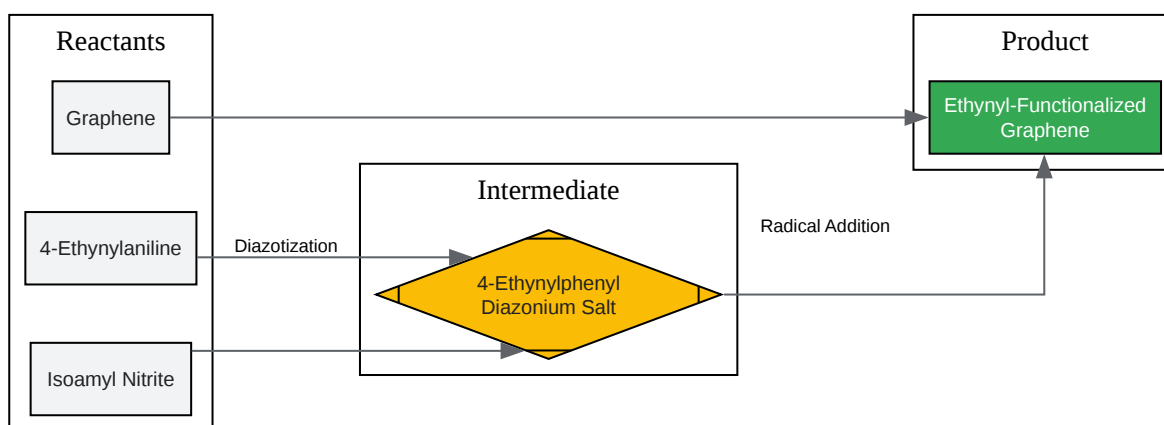 Reactants
Product
Graphene
Ethynyl-Functionalized
Graphene
Intermediate
4-Ethynylaniline
Diazotization
Radical Addition
4-Ethynylphenyl
Diazonium Salt
Isoamyl Nitrite